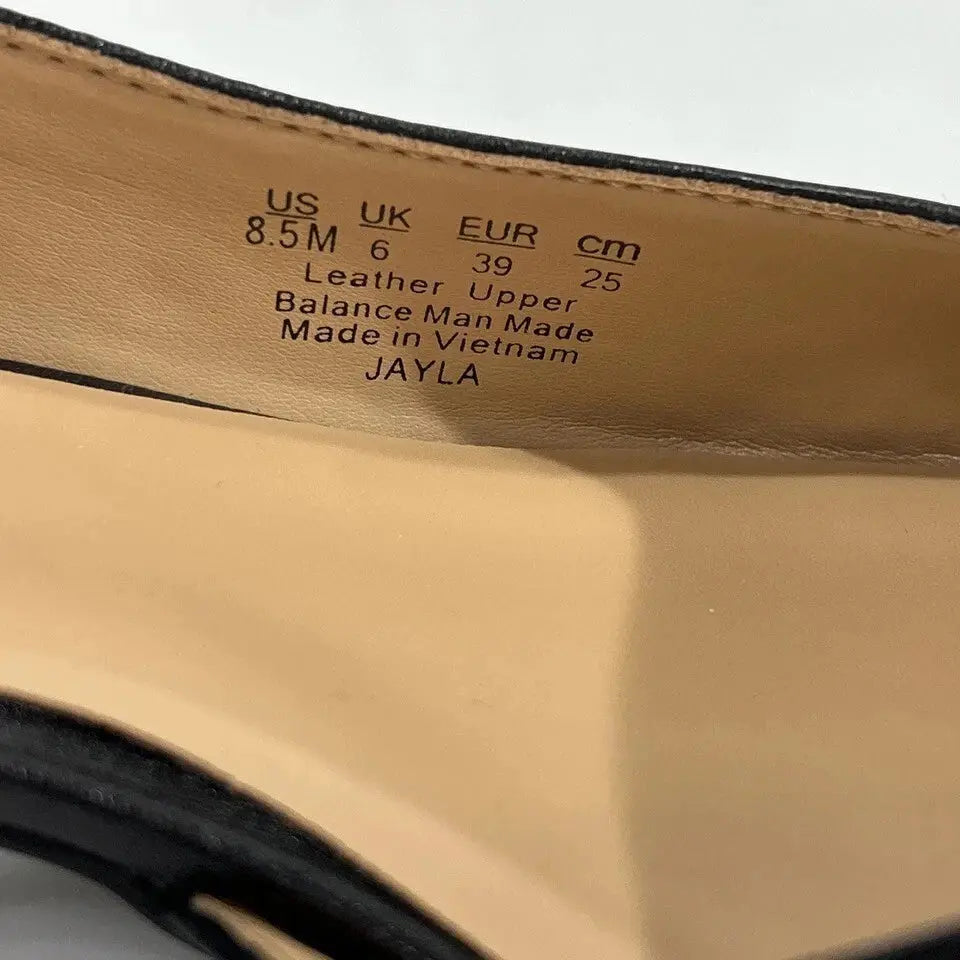 US UK EUR cm
8.5M 6 39 25
Leather Upper
Balance Man Made
Made in Vietnam
JAYLA